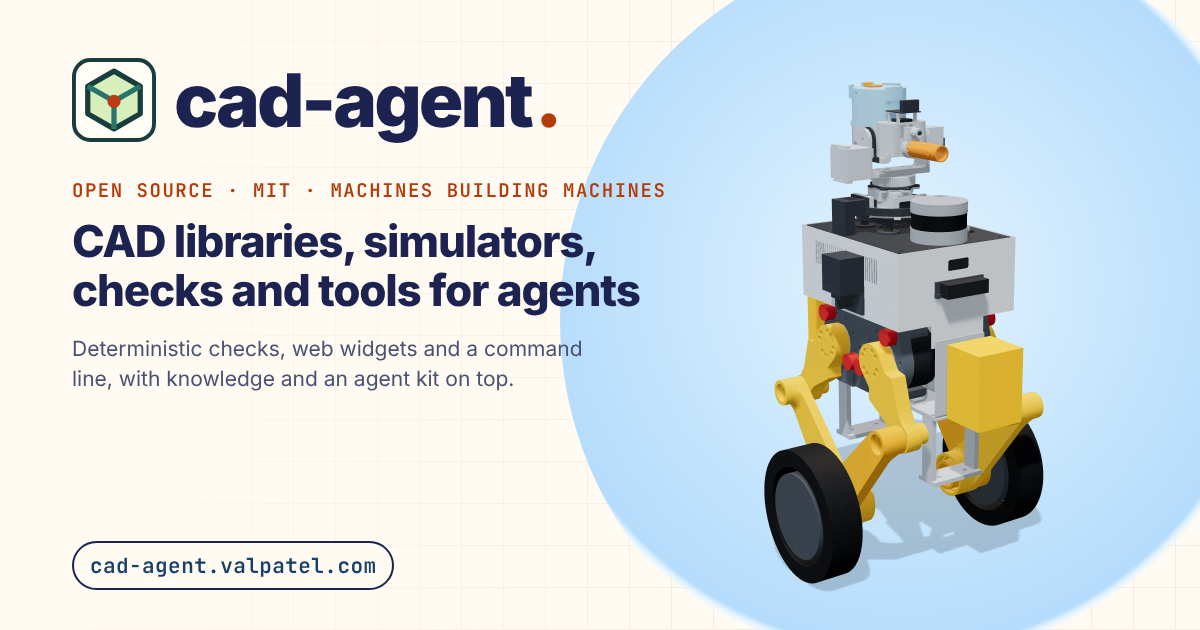 cad-agent.
OPEN SOURCE · MIT · MACHINES BUILDING MACHINES
CAD libraries, simulators,
checks and tools for agents
Deterministic checks, web widgets and a command
line, with knowledge and an agent kit on top.
cad-agent.valpatel.com